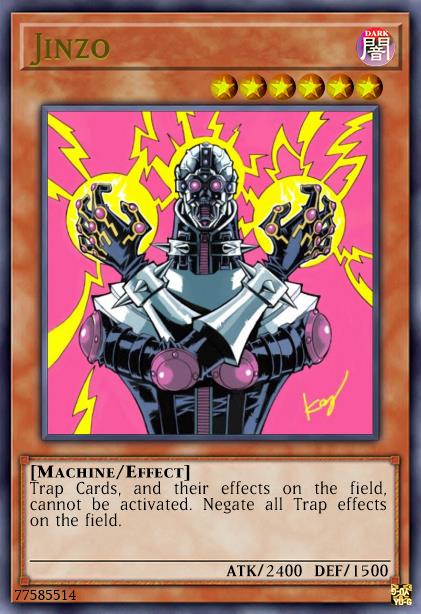 JINZO
DARK
闇
Kay
[MACHINE/EFFECT]
Trap Cards, and their effects on the field,
cannot be activated. Negate all Trap effects
on the field.
ATK/2400 DEF/1500
77585514